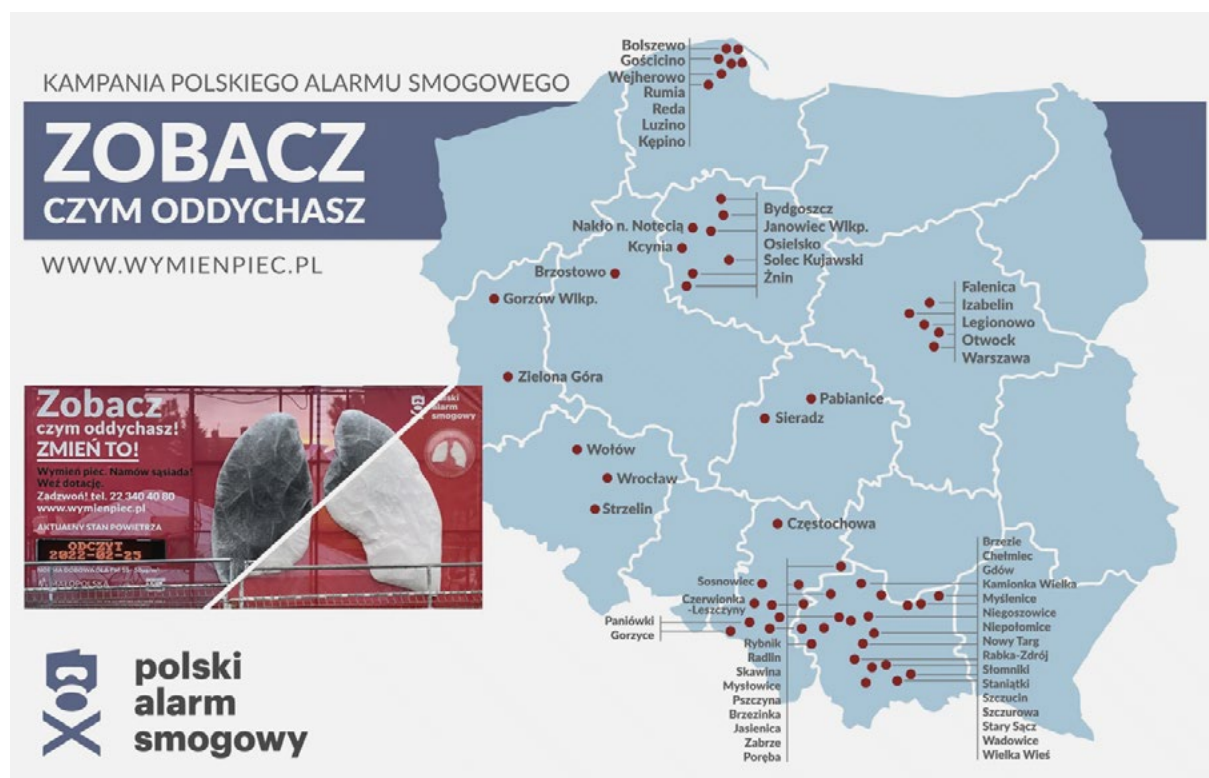 KAMPANIA POLSKIEGO ALARMU SMOGOWEGO
ZOBACZ
CZYM ODDYCHASZ
WWW.WYMIENPIEC.PL
Bolszewo
Gościcino
Wejherowo
Rumia
Reda
Luzino
Kępino
Nakło n. Notecią
Kcynia
Bydgoszcz
Janowiec Wlkp.
Osielsko
Solec Kujawski
Żnin
Brzostowo
Gorzów Wlkp.
Falenica
Izabelin
Legionowo
Otwock
Warszawa
Zielona Góra
Pabianice
Sieradz
Wołów
Wrocław
Strzelin
Częstochowa
Sosnowiec
Czerwionka
-Leszczyny
Paniówki
Gorzyce
Rybnik
Radlin
Skawina
Mysłowice
Pszczyna
Brzezinka
Jasienica
Zabrze
Poręba
Brzezie
Chełmiec
Gdów
Kamionka Wielka
Myślenice
Niegoszowice
Niepołomice
Nowy Targ
Rabka-Zdrój
Słomniki
Staniątki
Szczucin
Szczurowa
Stary Sącz
Wadowice
Wielka Wieś
Zobacz
czym oddychasz!
ZMIEŃ TO!
Wymień piec. Namów sąsiada!
Weź dotację.
Zadzwoń! tel. 22 340 40 80
www.wymienpiec.pl
AKTUALNY STAN POWIETRZA
ODCZYT
2022-02-25
MAŁOPOLSKA
polski
alarm
smogowy
polski
alarm
smogowy